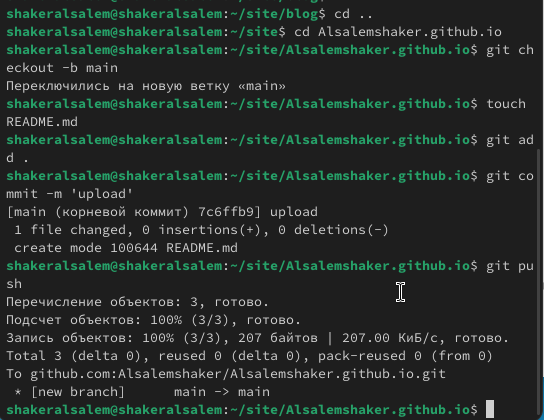 shakeralsalem@shakeralsalem:~/site/blog$ cd ..
shakeralsalem@shakeralsalem:~/site$ cd Alsalemshaker.github.io
shakeralsalem@shakeralsalem:~/site/Alsalemshaker.github.io$ git ch
eckout -b main
Переключились на новую ветку «main»
shakeralsalem@shakeralsalem:~/site/Alsalemshaker.github.io$ touch
README.md
shakeralsalem@shakeralsalem:~/site/Alsalemshaker.github.io$ git ad
d .
shakeralsalem@shakeralsalem:~/site/Alsalemshaker.github.io$ git co
mmit -m 'upload'
[main (корневой коммит) 7c6ffb9] upload
 1 file changed, 0 insertions(+), 0 deletions(-)
 create mode 100644 README.md
shakeralsalem@shakeralsalem:~/site/Alsalemshaker.github.io$ git pu
sh
Перечисление объектов: 3, готово.
Подсчет объектов: 100% (3/3), готово.
Запись объектов: 100% (3/3), 207 байтов | 207.00 КиБ/с, готово.
Total 3 (delta 0), reused 0 (delta 0), pack-reused 0 (from 0)
To github.com:Alsalemshaker/Alsalemshaker.github.io.git
 * [new branch]      main -> main
shakeralsalem@shakeralsalem:~/site/Alsalemshaker.github.io$